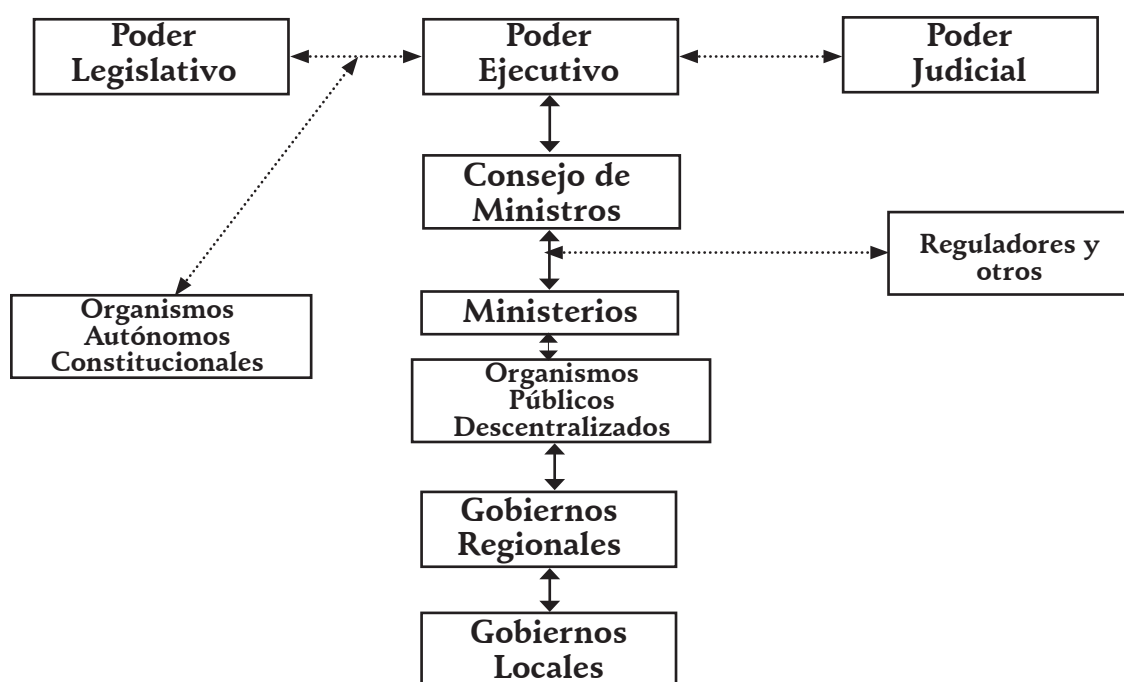 Poder
Legislativo
Poder
Ejecutivo
Poder
Judicial
Consejo de
Ministros
Reguladores y
otros
Organismos
Autónomos
Constitucionales
Ministerios
Organismos
Públicos
Descentralizados
Gobiernos
Regionales
Gobiernos
Locales